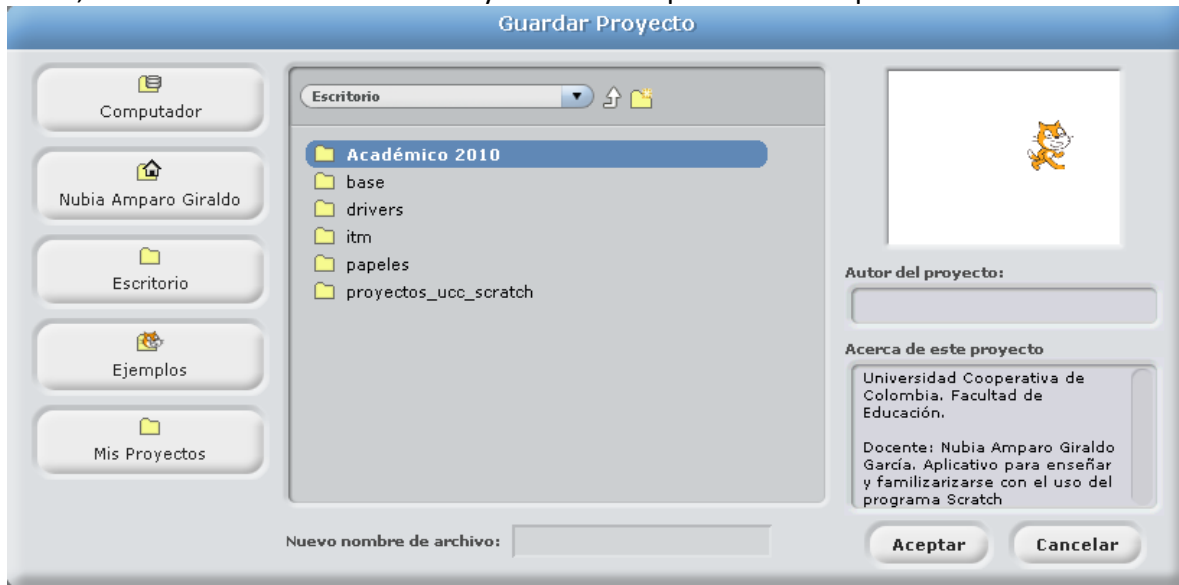 Guardar Proyecto
Computador
Nubia Amparo Giraldo
Escritorio
Ejemplos
Mis Proyectos
Escritorio
Académico 2010
base
drivers
itm
papeles
proyectos_ucc_scratch
Nuevo nombre de archivo:
Autor del proyecto:
Acerca de este proyecto
Universidad Cooperativa de
Colombia. Facultad de
Educación.
Docente: Nubia Amparo Giraldo
García. Aplicativo para enseñar
y familizarizarse con el uso del
programa Scratch
Aceptar
Cancelar